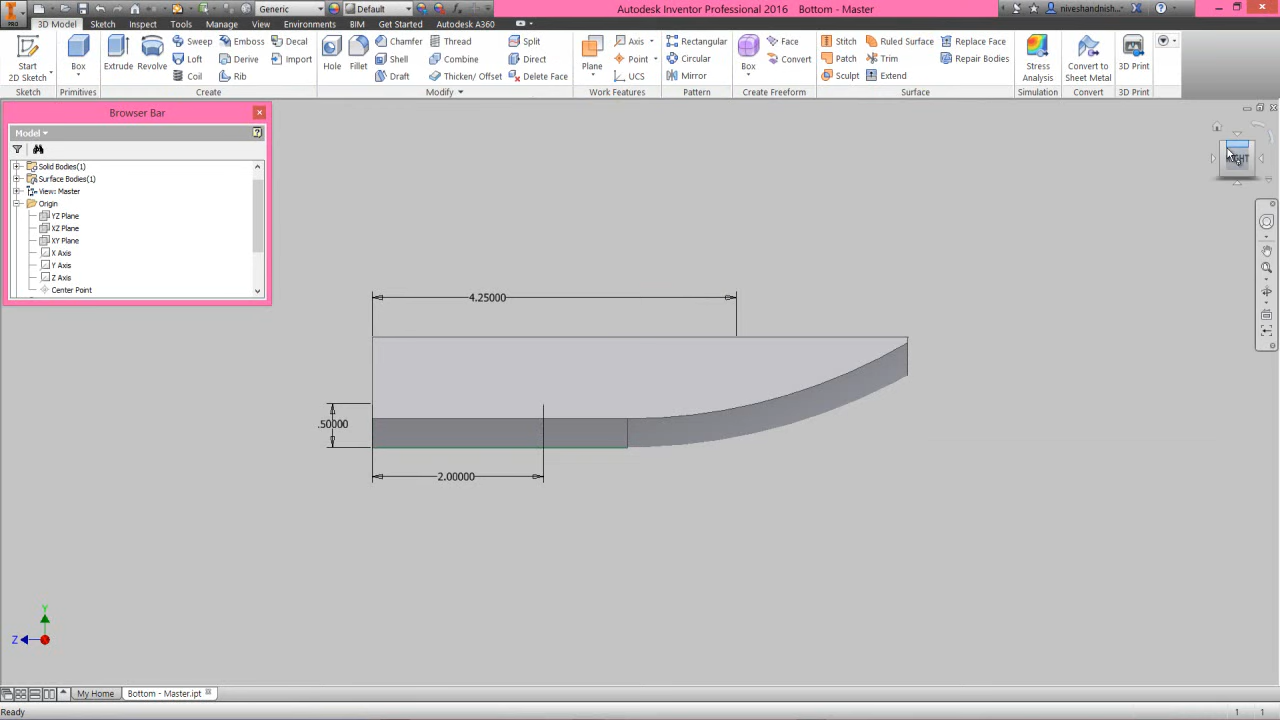 PRO
Generic
Default
Autodesk Inventor Professional 2016 Bottom - Master
niveshandnish...
3D Model
Sketch
Inspect
Tools
Manage
View
Environments
BIM
Get Started
Autodesk A360
Start
2D Sketch
Box
Extrude
Revolve
Sweep
Loft
Coil
Emboss
Derive
Rib
Decal
Import
Hole
Fillet
Chamfer
Shell
Draft
Thread
Combine
Thicken/ Offset
Split
Direct
Delete Face
Plane
Axis
Point
UCS
Rectangular
Circular
Mirror
Box
Face
Convert
Stitch
Patch
Sculpt
Ruled Surface
Trim
Extend
Replace Face
Repair Bodies
Stress
Analysis
Convert to
Sheet Metal
3D Print
Sketch
Primitives
Create
Modify
Work Features
Pattern
Create Freeform
Surface
Simulation
Convert
3D Print
Browser Bar
Model
Solid Bodies(1)
Surface Bodies(1)
View: Master
Origin
YZ Plane
XZ Plane
XY Plane
X Axis
Y Axis
Z Axis
Center Point
4.25000
.50000
2.00000
Y
Z
My Home
Bottom - Master.ipt
Ready
1
1